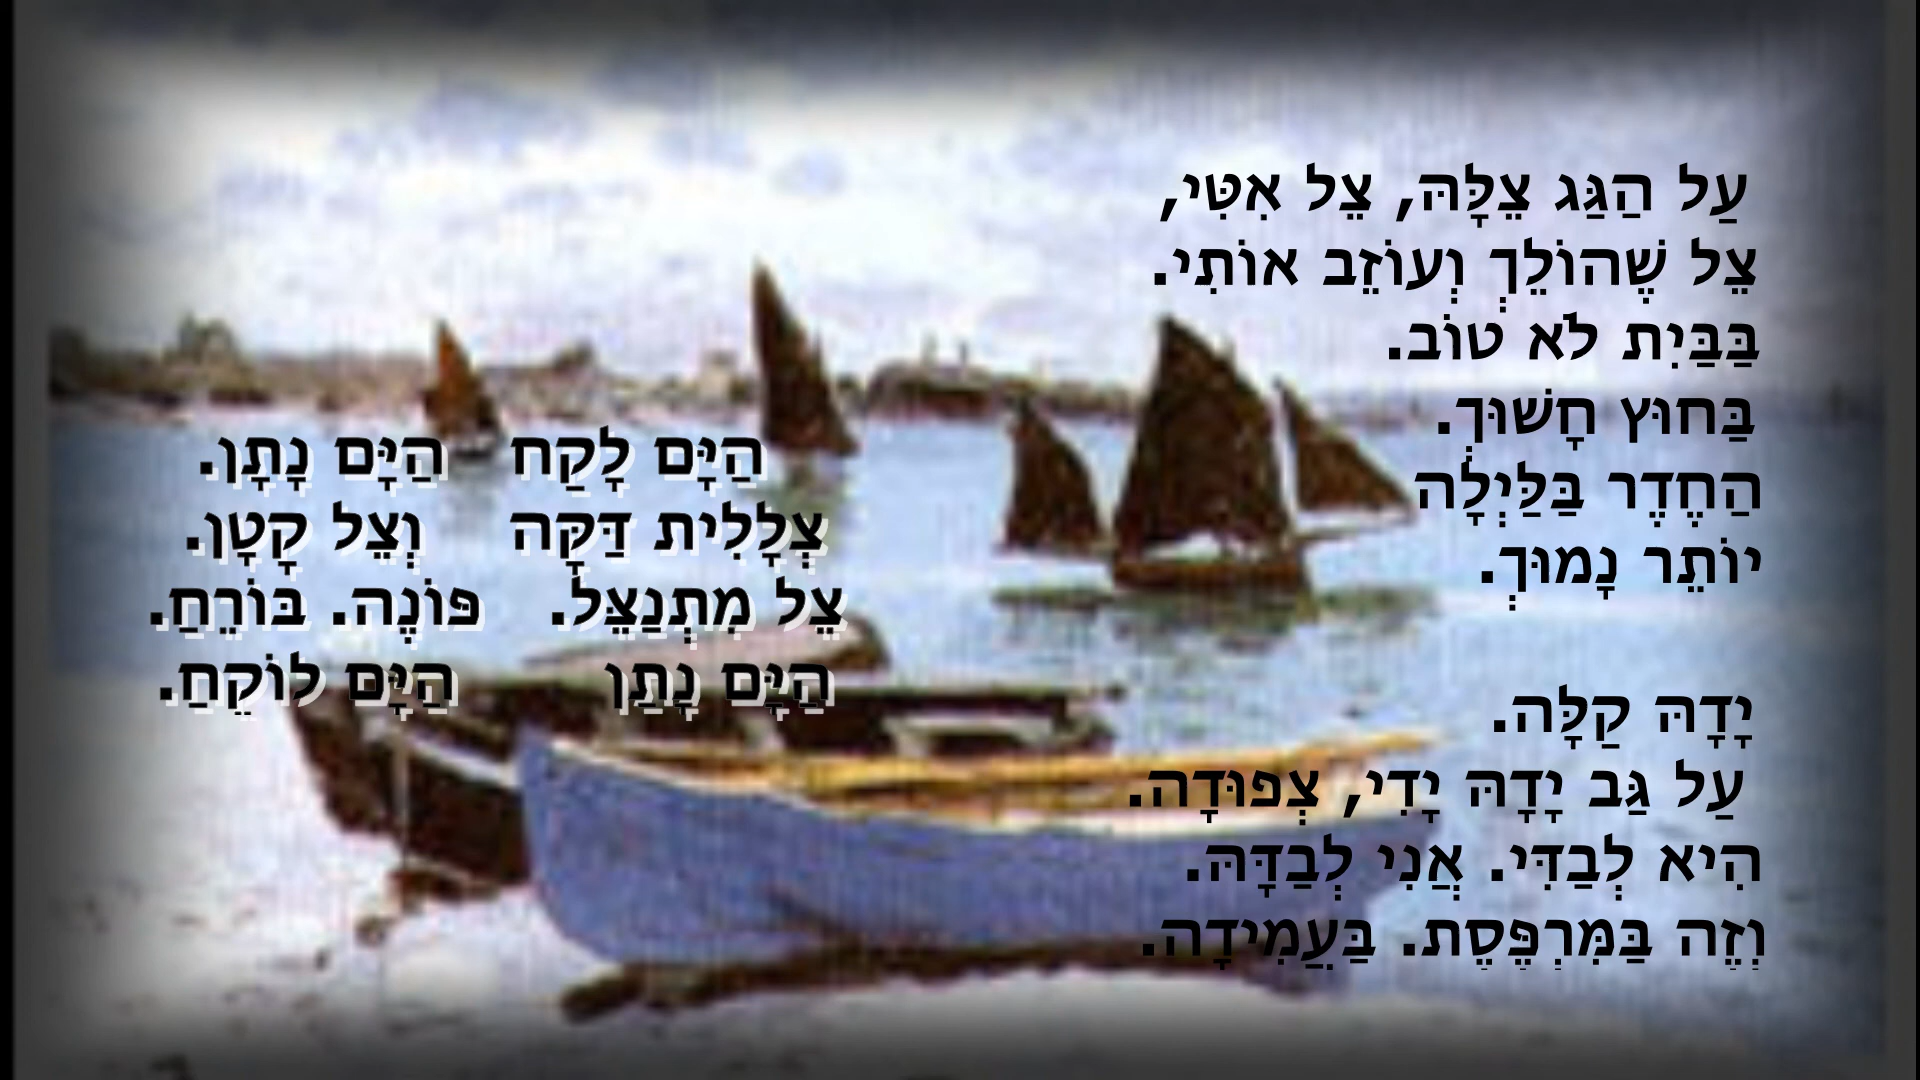 עַל הַגַּג צֵלָּהּ, צֵל אִטִּי,
צֵל שֶׁהוֹלֵךְ וְעוֹזֵב אוֹתִי.
בַּבַּיִת לֹא טוֹב.
בַּחוּץ חָשׁוּךְ.
הַחֶדֶר בַּלַּיְלָה
יוֹתֵר נָמוּךְ.
יָדָהּ קַלָּה.
עַל גַּב יָדָהּ יָדִי, צְפוּדָה.
הִיא לְבַדִּי. אֲנִי לְבַדָּהּ.
וְזֶה בַּמִּרְפֶּסֶת. בַּעֲמִידָה.
הַיָּם לָקַח הַיָּם נָתָן.
צְלָלִית דַּקָּה וְצֵל קָטָן.
צֵל מִתְנַצֵּל. פּוֹנֶה. בּוֹרֵחַ.
הַיָּם נָתַן הַיָּם לוֹקֵחַ.